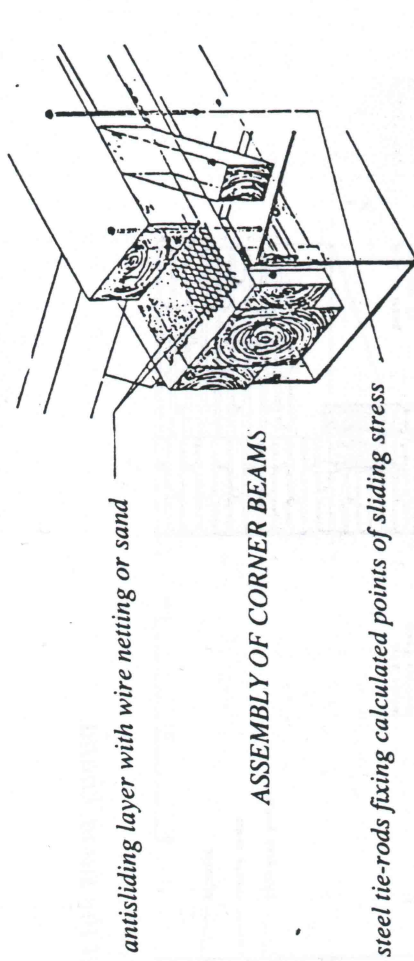 antisliding layer with wire netting or sand
ASSEMBLY OF CORNER BEAMS
steel tie-rods fixing calculated points of sliding stress